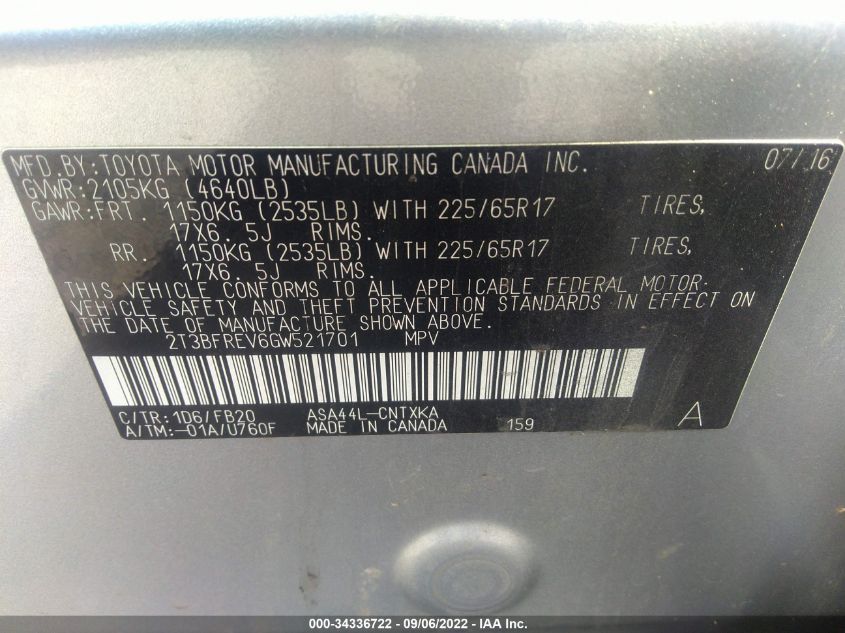 MFD.BY:TOYOTA MOTOR MANUFACTURING CANADA INC. 07/16
GVWR:2105KG (4640LB)
GAWR:FRT. 1150KG (2535LB) WITH 225/65R17 TIRES,
17X6.5J RIMS.
RR. 1150KG (2535LB) WITH 225/65R17 TIRES,
17X6.5J RIMS.
THIS VEHICLE CONFORMS TO ALL APPLICABLE FEDERAL MOTOR
VEHICLE SAFETY AND THEFT PREVENTION STANDARDS IN EFFECT ON
THE DATE OF MANUFACTURE SHOWN ABOVE.
2T3BFREV6GW521701 MPV
C/TR:1D6/FB20 ASA44L-CNTXKA
A/TM:-01A/U760F MADE IN CANADA 159 A
000-34336722 - 09/06/2022 - IAA Inc.